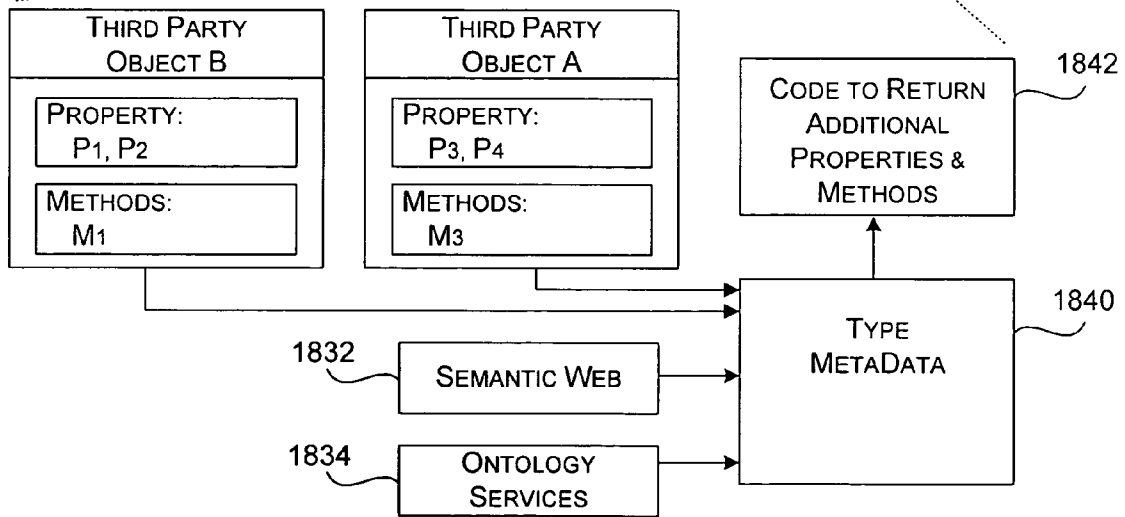 THIRD PARTY
OBJECT B
PROPERTY:
P1, P2
METHODS:
M1
THIRD PARTY
OBJECT A
PROPERTY:
P3, P4
METHODS:
M3
CODE TO RETURN
ADDITIONAL
PROPERTIES &
METHODS
1842
TYPE
METADATA
1840
1832
SEMANTIC WEB
1834
ONTOLOGY
SERVICES